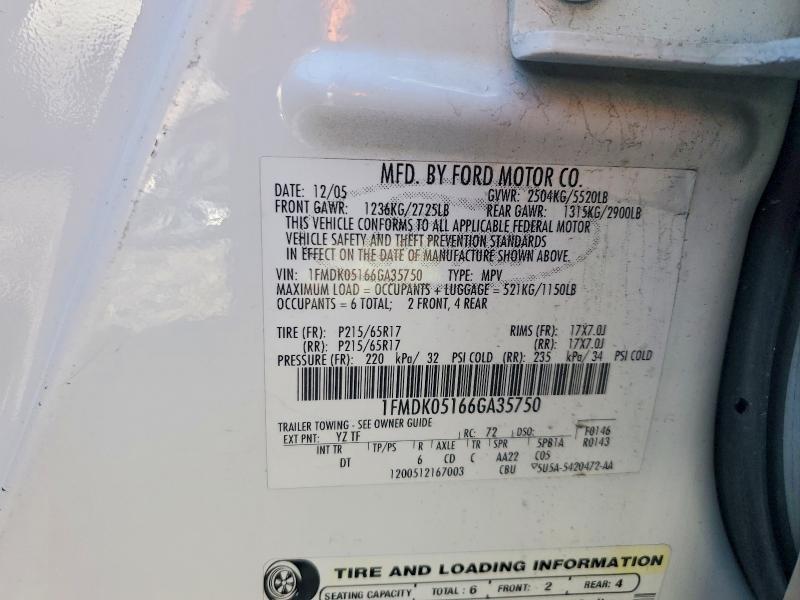 MFD. BY FORD MOTOR CO.
DATE: 12/05 GVWR: 2504KG/5520LB
FRONT GAWR: 1236KG/2725LB REAR GAWR: 1315KG/2900LB
THIS VEHICLE CONFORMS TO ALL APPLICABLE FEDERAL MOTOR
VEHICLE SAFETY AND THEFT PREVENTION STANDARDS
IN EFFECT ON THE DATE OF MANUFACTURE SHOWN ABOVE.
VIN: 1FMDK05166GA35750 TYPE: MPV
MAXIMUM LOAD = OCCUPANTS + LUGGAGE = 521KG/1150LB
OCCUPANTS = 6 TOTAL; 2 FRONT, 4 REAR
TIRE (FR): P215/65R17 RIMS (FR): 17X7.0J
(RR): P215/65R17 (RR): 17X7.0J
PRESSURE (FR): 220 kPa/ 32 PSI COLD (RR): 235 kPa/ 34 PSI COLD
1FMDK05166GA35750
TRAILER TOWING - SEE OWNER GUIDE
EXT PNT: YZ TF RC: 72 DSO: F0146
INT TR TP/PS R AXLE TR SPR SPB1A R0143
DT 6 CD C AA22 C05
1200512167003 CBU 5U5A-5420472-AA
TIRE AND LOADING INFORMATION
SEATING CAPACITY TOTAL: 6 FRONT: 2 REAR: 4